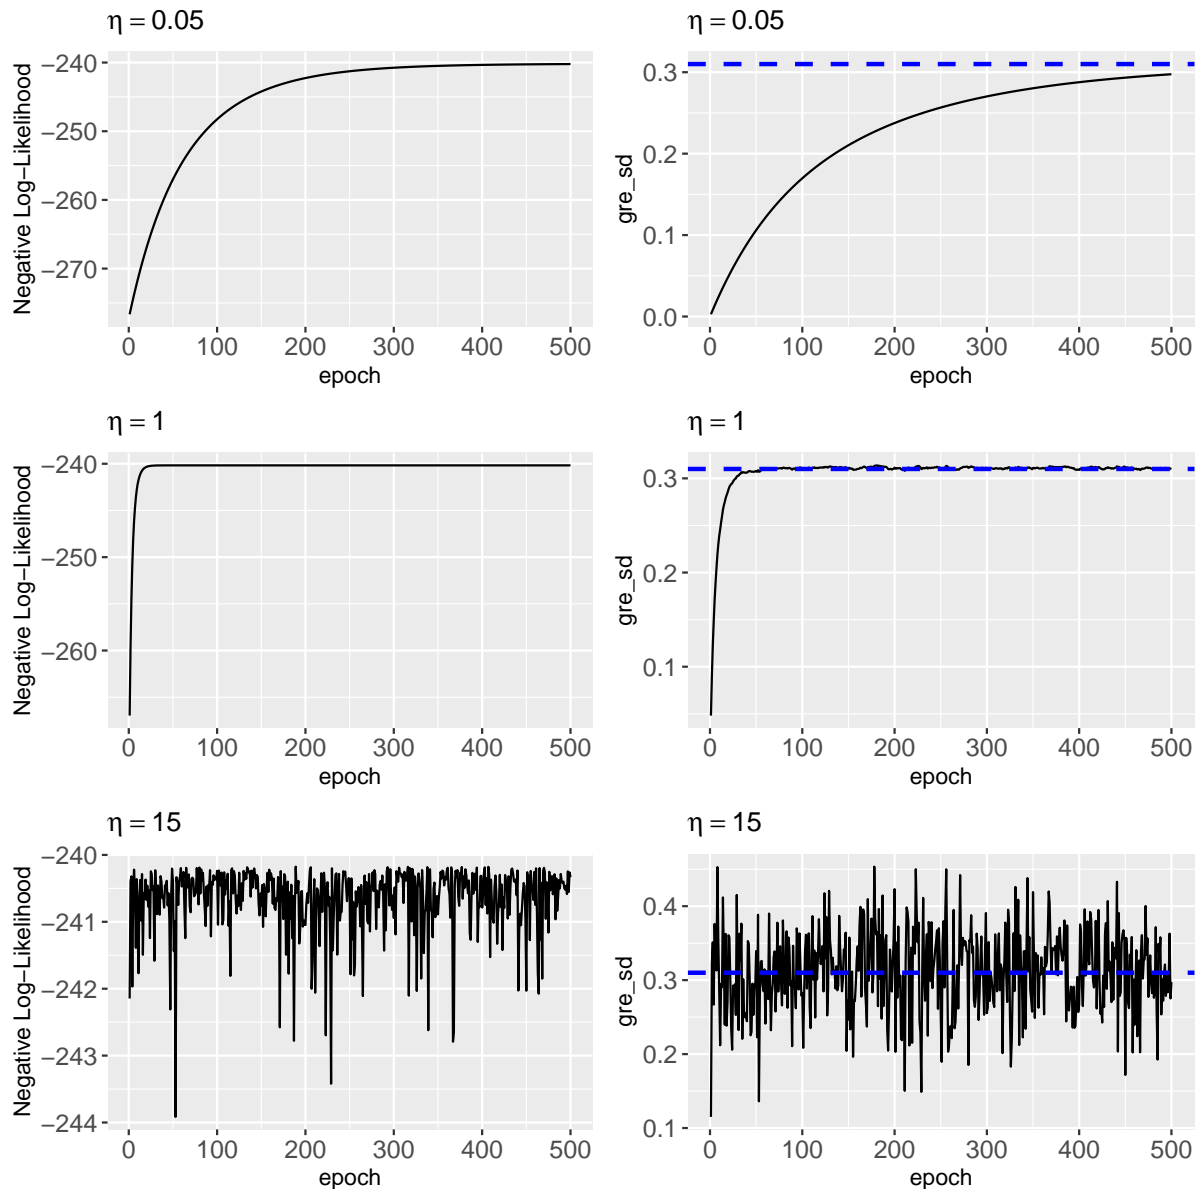 η = 0.05
Negative Log−Likelihood
−240
−250
−260
−270
0 100 200 300 400 500
epoch
η = 0.05
gre_sd
0.3
0.2
0.1
0.0
0 100 200 300 400 500
epoch
η = 1
Negative Log−Likelihood
−240
−250
−260
0 100 200 300 400 500
epoch
η = 1
gre_sd
0.3
0.2
0.1
0 100 200 300 400 500
epoch
η = 15
Negative Log−Likelihood
−240
−241
−242
−243
−244
0 100 200 300 400 500
epoch
η = 15
gre_sd
0.4
0.3
0.2
0.1
0 100 200 300 400 500
epoch